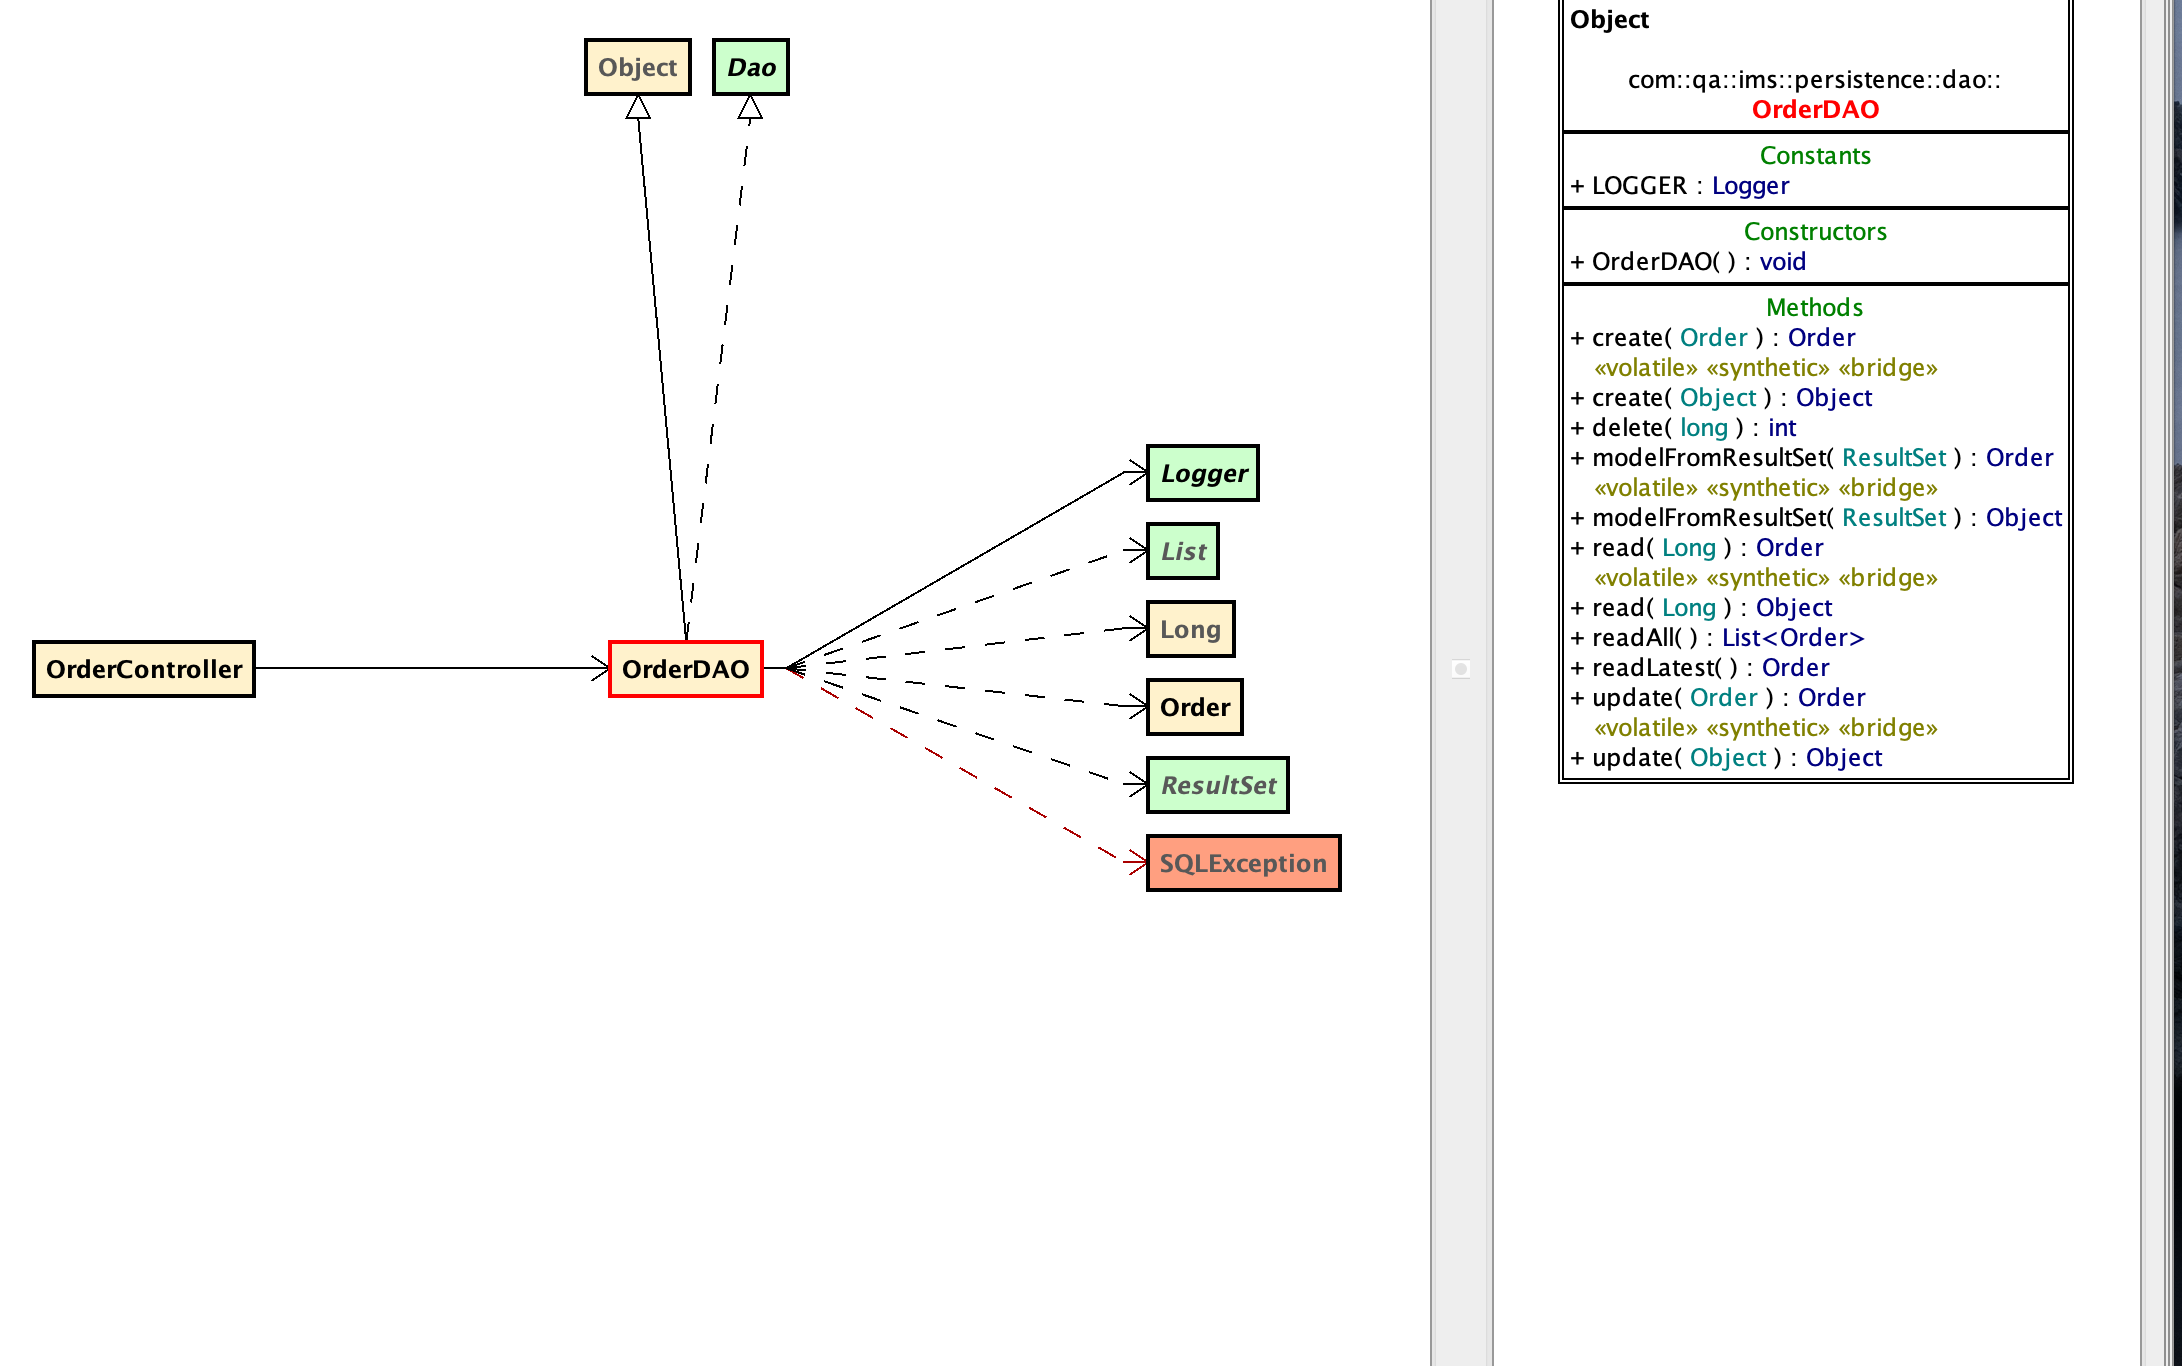 Object
Dao
Logger
List
Long
OrderController
OrderDAO
Order
ResultSet
SQLException
Object
com::qa::ims::persistence::dao::
OrderDAO
Constants
+ LOGGER : Logger
Constructors
+ OrderDAO( ) : void
Methods
+ create( Order ) : Order
«volatile» «synthetic» «bridge»
+ create( Object ) : Object
+ delete( long ) : int
+ modelFromResultSet( ResultSet ) : Order
«volatile» «synthetic» «bridge»
+ modelFromResultSet( ResultSet ) : Object
+ read( Long ) : Order
«volatile» «synthetic» «bridge»
+ read( Long ) : Object
+ readAll( ) : List<Order>
+ readLatest( ) : Order
+ update( Order ) : Order
«volatile» «synthetic» «bridge»
+ update( Object ) : Object